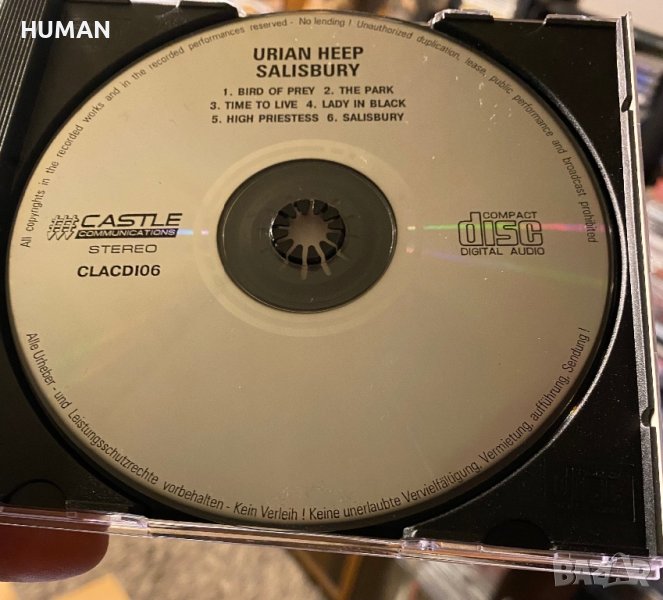 HUMAN
All copyrights in the recorded works and in the recorded performances reserved - No lending ! Unauthorized duplication, lease, public performance and broadcast prohibited
URIAN HEEP
SALISBURY
1. BIRD OF PREY 2. THE PARK
3. TIME TO LIVE 4. LADY IN BLACK
5. HIGH PRIESTESS 6. SALISBURY
CASTLE
COMMUNICATIONS
STEREO
CLACDI06
COMPACT
disc
DIGITAL AUDIO
Alle Urheber - und Leistungsschutzrechte vorbehalten - Kein Verleih ! Keine unerlaubte Vervielfältigung, Vermietung, aufführung, Sendung !
BAZAR